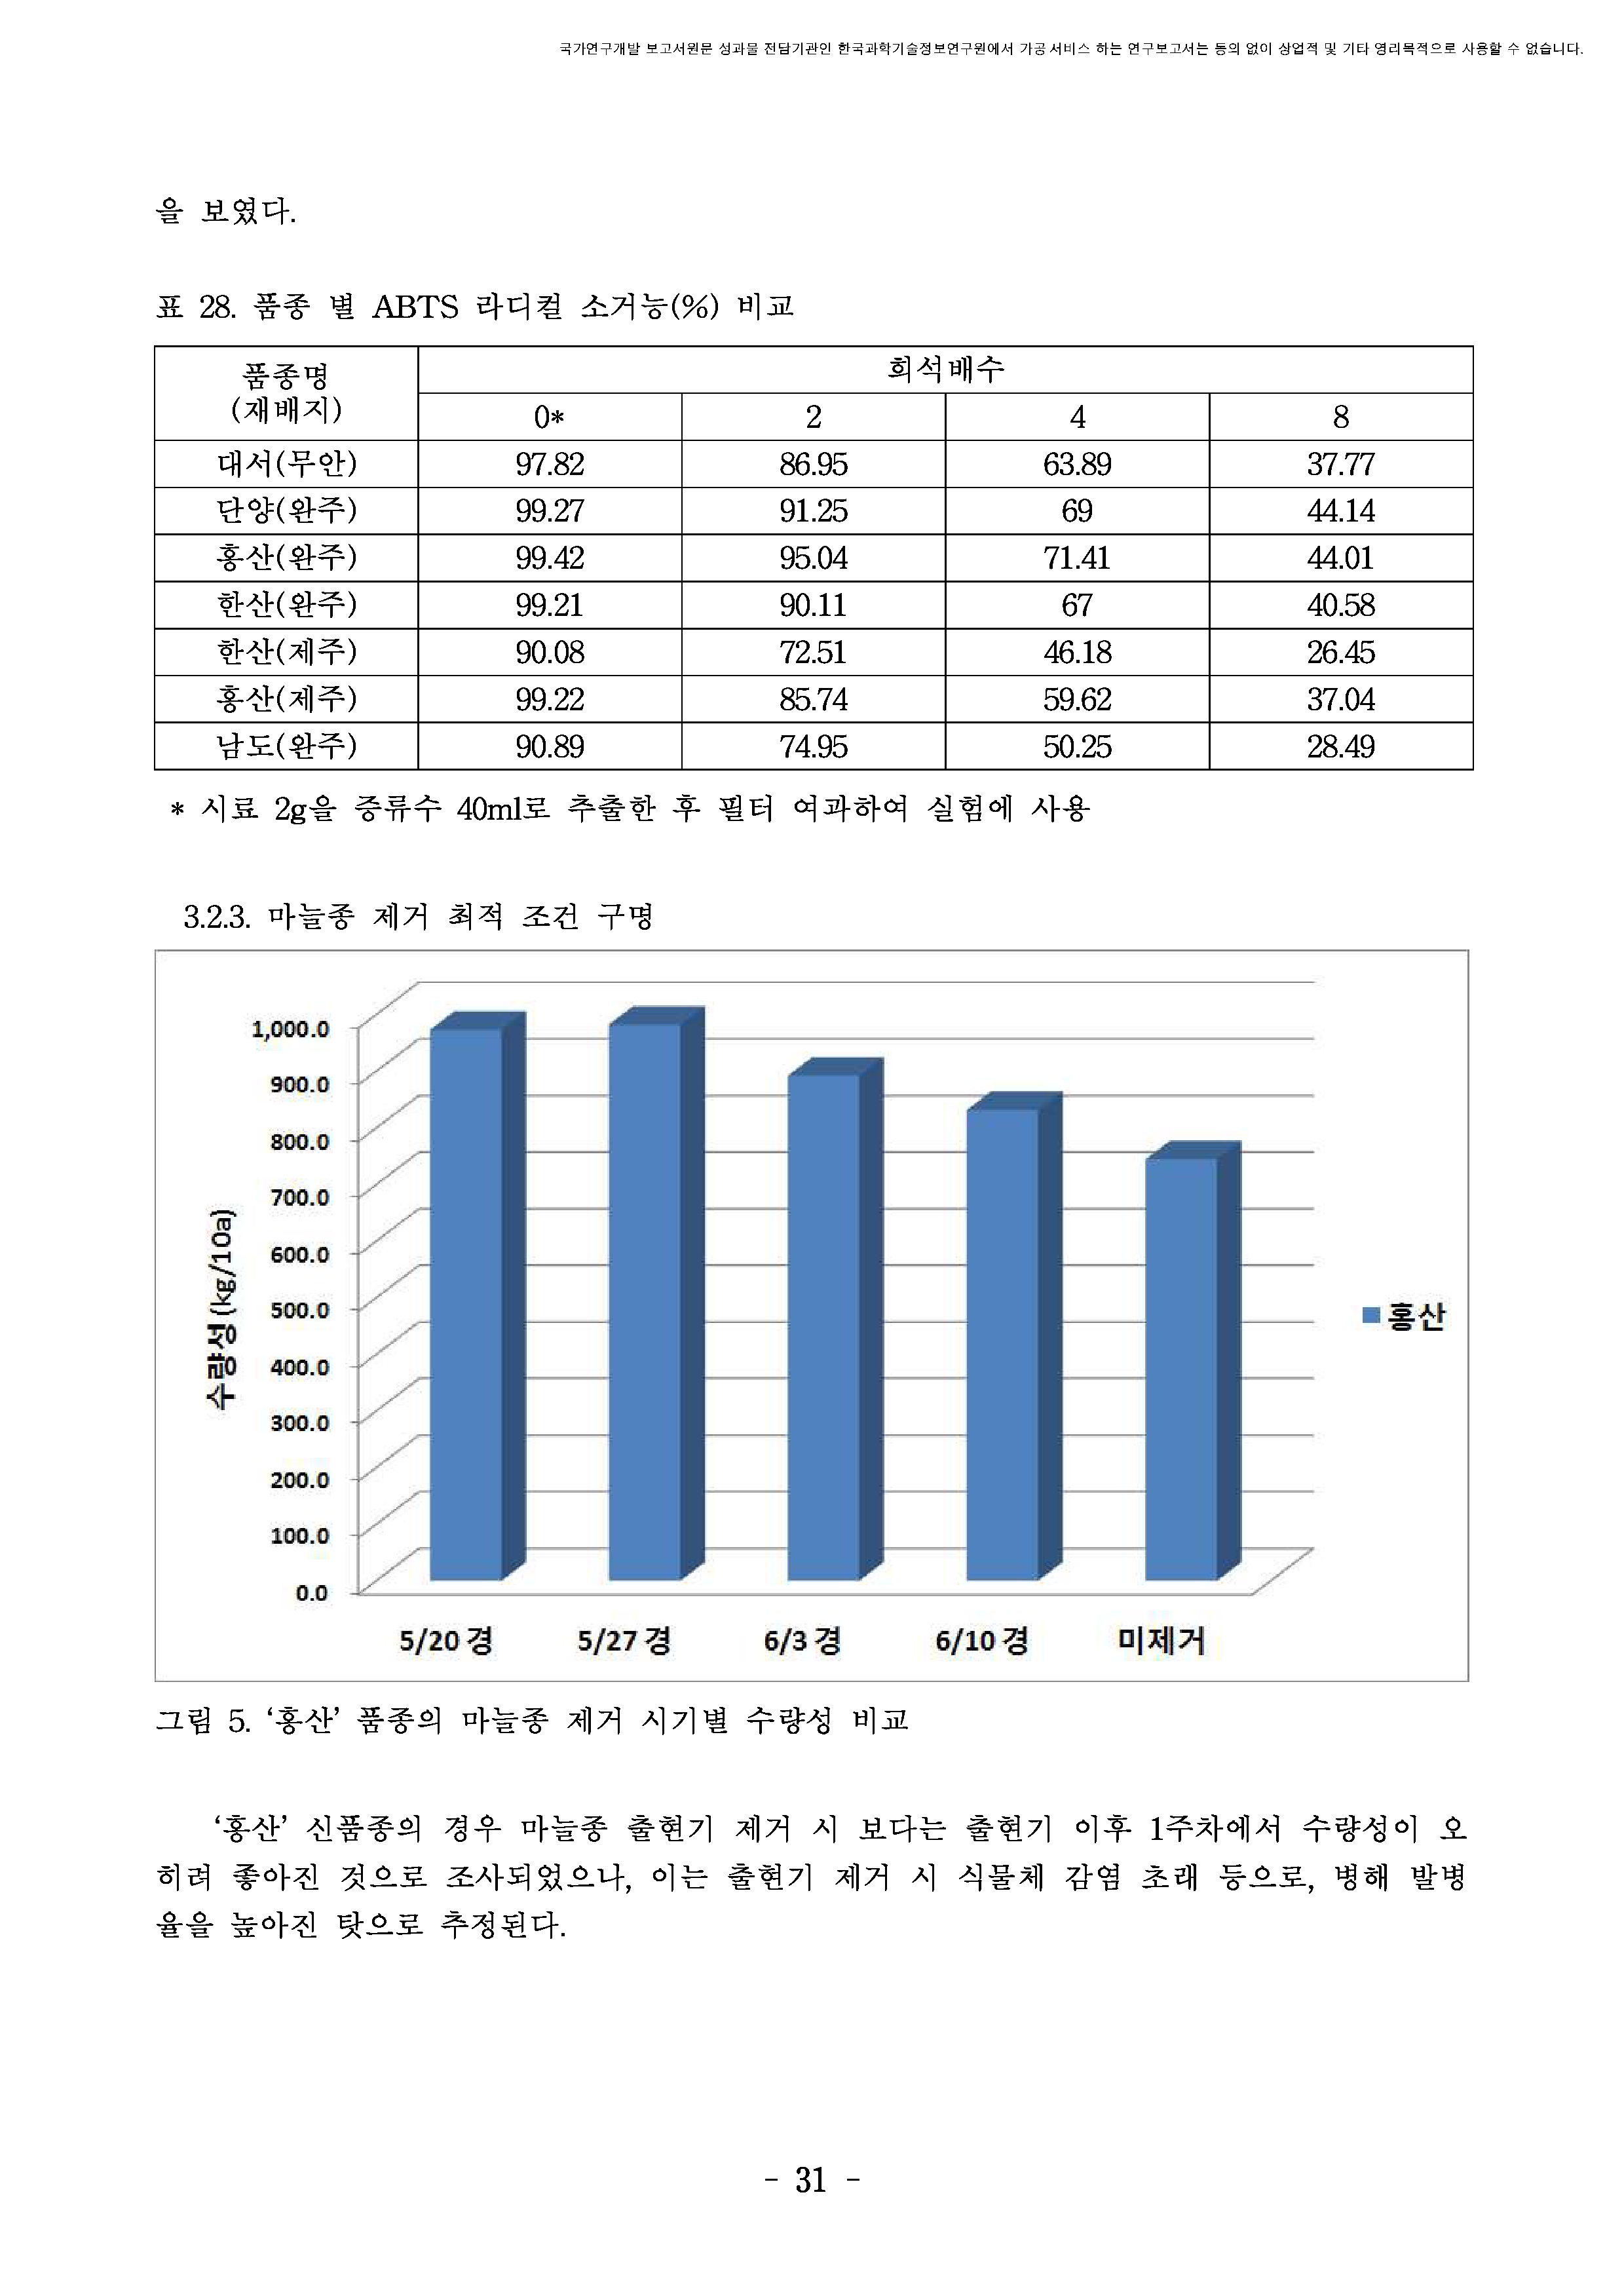 국가연구개발 보고서원문 성과물 전담기관인 한국과학기술정보연구원에서 가공·서비스 하는 연구보고서는 동의 없이 상업적 및 기타 영리목적으로 사용할 수 없습니다.
을 보였다.
표 28. 품종 별 ABTS 라디컬 소거능(%) 비교
품종명 희석배수
(재배지) 0* 2 4 8
대서(무안) 97.82 86.95 63.89 37.77
단양(완주) 99.27 91.25 69 44.14
홍산(완주) 99.42 95.04 71.41 44.01
한산(완주) 99.21 90.11 67 40.58
한산(제주) 90.08 72.51 46.18 26.45
홍산(제주) 99.22 85.74 59.62 37.04
남도(완주) 90.89 74.95 50.25 28.49
* 시료 2g을 증류수 40ml로 추출한 후 필터 여과하여 실험에 사용
3.2.3. 마늘종 제거 최적 조건 구명
1,000.0
900.0
800.0
700.0
600.0
500.0
400.0
300.0
200.0
100.0
0.0
수량성(kg/10a)
홍산
5/20경 5/27경 6/3경 6/10경 미제거
그림 5. ‘홍산’ 품종의 마늘종 제거 시기별 수량성 비교
‘홍산’ 신품종의 경우 마늘종 출현기 제거 시 보다는 출현기 이후 1주차에서 수량성이 오
히려 좋아진 것으로 조사되었으나, 이는 출현기 제거 시 식물체 감염 초래 등으로, 병해 발병
율을 높아진 탓으로 추정된다.
- 31 -